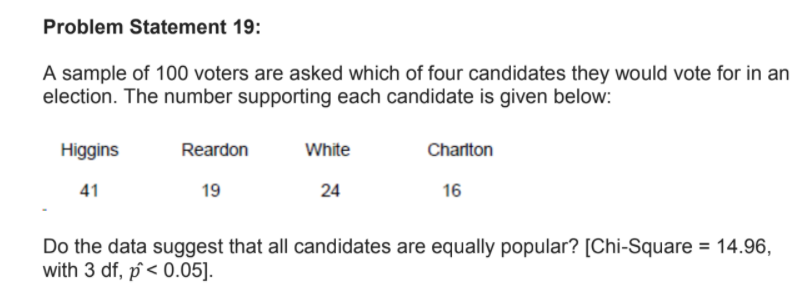 Problem Statement 19:
A sample of 100 voters are asked which of four candidates they would vote for in an
election. The number supporting each candidate is given below:
Higgins Reardon White Charlton
41 19 24 16
Do the data suggest that all candidates are equally popular? [Chi-Square = 14.96,
with 3 df, p̂ < 0.05].